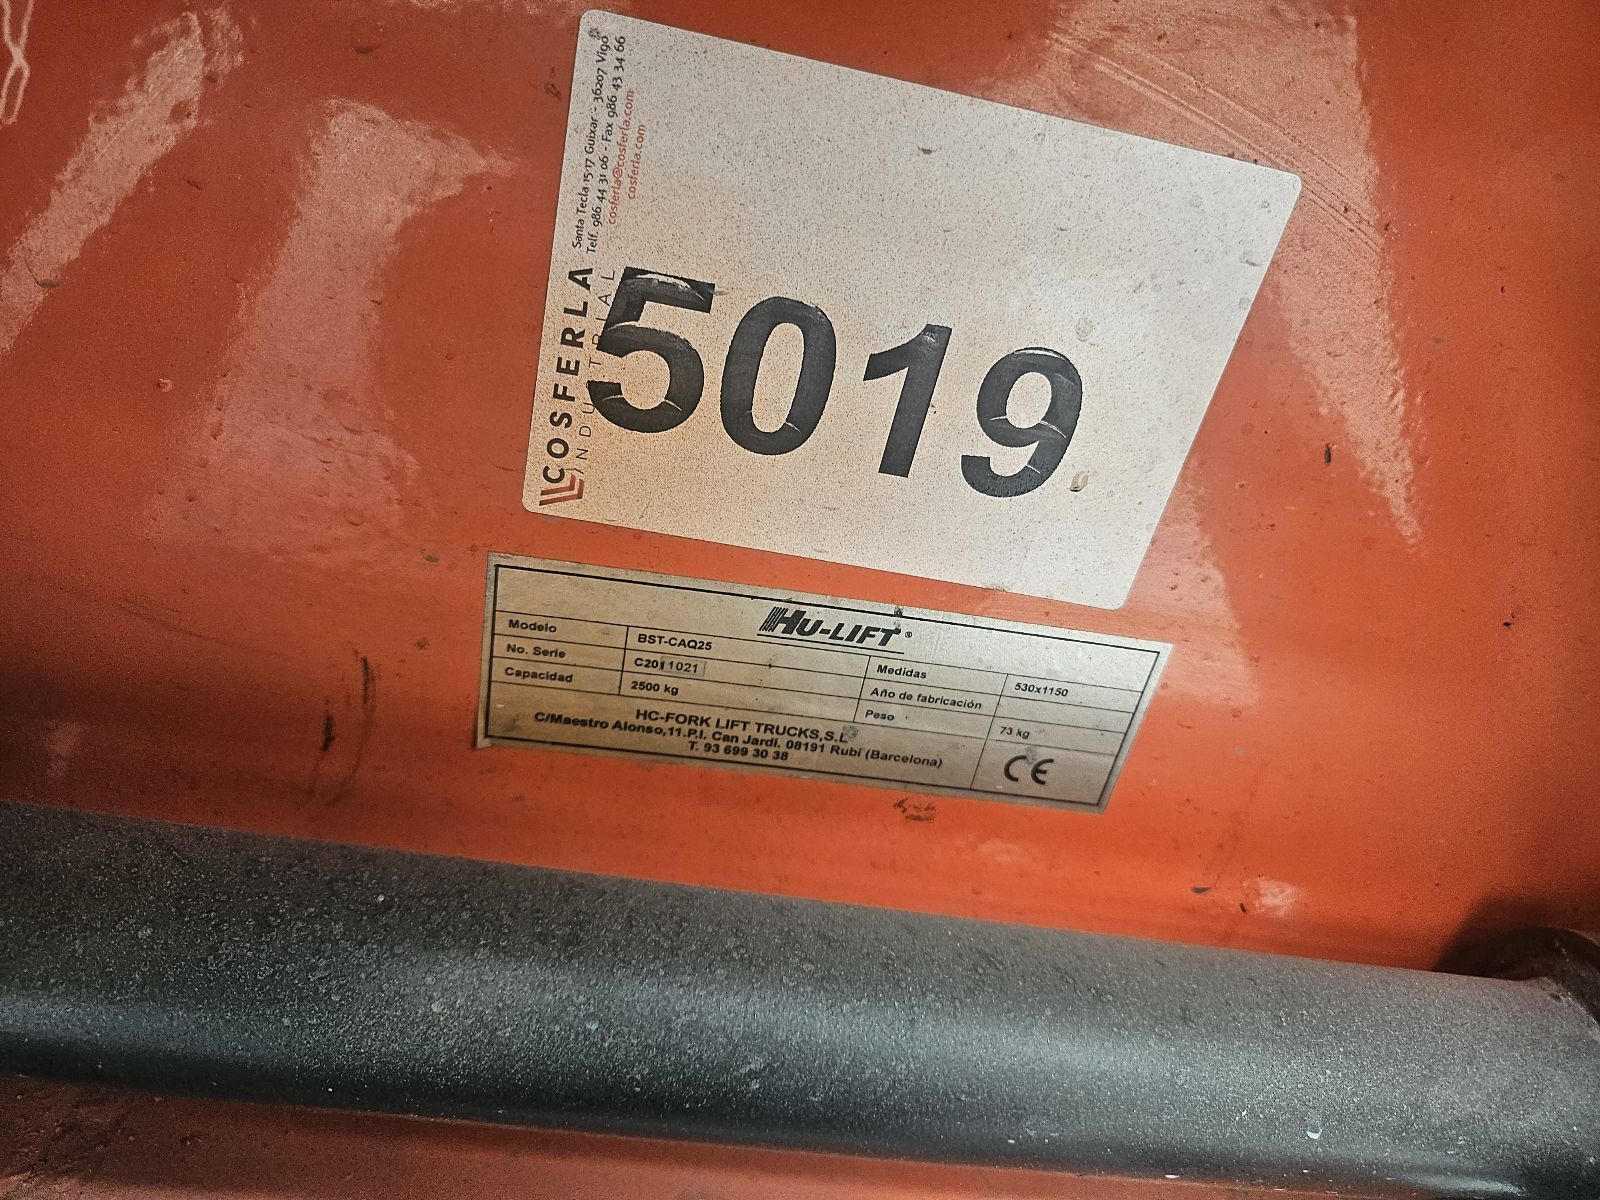 COSFERLA
INDUSTRIAL
Santa Tecla 15-17 Guixar - 36207 Vigo
Telf. 986 44 31 06 - Fax 986 43 34 66
cosferla@cosferla.com
cosferla.com
5019
HU-LIFT®
Modelo BST-CAQ25 Medidas 530x1150
No. Serie C2011021 Año de fabricación
Capacidad 2500 kg Peso 73 kg
HC-FORK LIFT TRUCKS,S.L
C/Maestro Alonso,11.P.I. Can Jardi. 08191 Rubí (Barcelona)
T. 93 699 30 38
CE